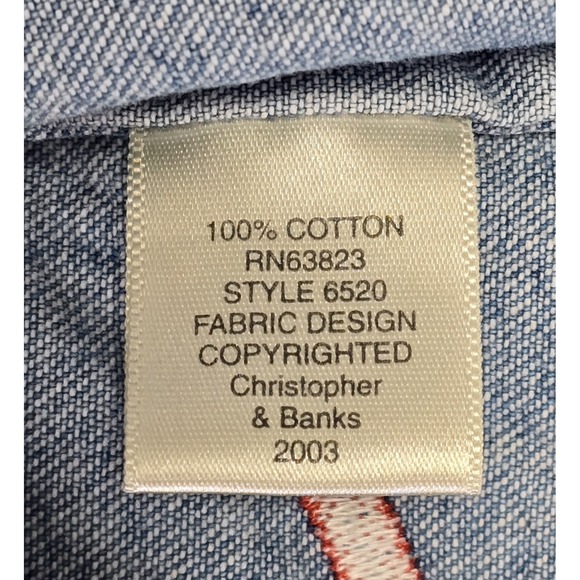 100% COTTON
RN63823
STYLE 6520
FABRIC DESIGN
COPYRIGHTED
Christopher
& Banks
2003